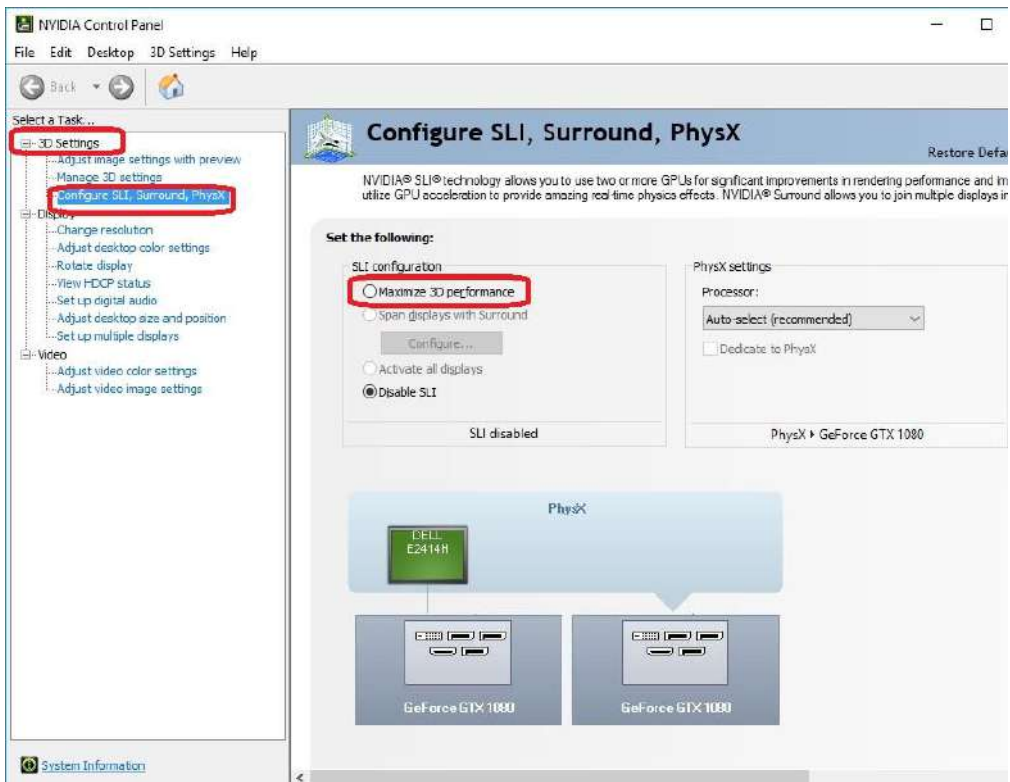 NVIDIA Control Panel
File Edit Desktop 3D Settings Help
Back
Select a Task...
3D Settings
Adjust image settings with preview
Manage 3D settings
Configure SLI, Surround, PhysX
Display
Change resolution
Adjust desktop color settings
Rotate display
View HDCP status
Set up digital audio
Adjust desktop size and position
Set up multiple displays
Video
Adjust video color settings
Adjust video image settings
System Information
Configure SLI, Surround, PhysX
Restore Defa
NVIDIA® SLI® technology allows you to use two or more GPUs for significant improvements in rendering performance and im
utilize GPU acceleration to provide amazing real-time physics effects. NVIDIA® Surround allows you to join multiple displays in
Set the following:
SLI configuration
Maximize 3D performance
Span displays with Surround
Configure...
Activate all displays
Disable SLI
SLI disabled
PhysX settings
Processor:
Auto-select (recommended)
Dedicate to PhysX
PhysX ▸ GeForce GTX 1080
PhysX
DELL
E2414H
GeForce GTX 1080
GeForce GTX 1080